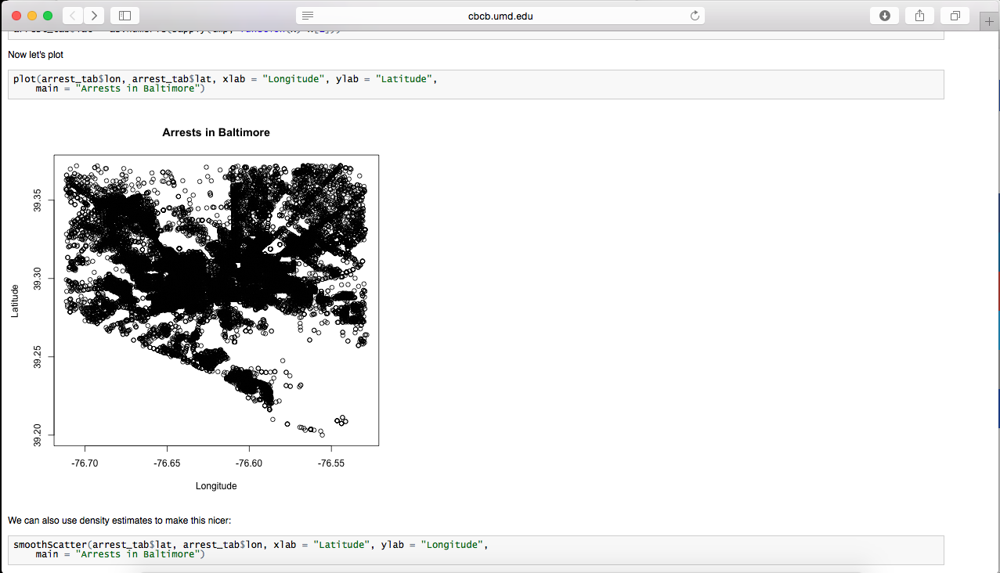 cbcb.umd.edu
Now let's plot
plot(arrest_tab$lon, arrest_tab$lat, xlab = "Longitude", ylab = "Latitude",
main = "Arrests in Baltimore")
Arrests in Baltimore
Latitude
39.35
39.30
39.25
39.20
-76.70 -76.65 -76.60 -76.55
Longitude
We can also use density estimates to make this nicer:
smoothScatter(arrest_tab$lat, arrest_tab$lon, xlab = "Latitude", ylab = "Longitude",
main = "Arrests in Baltimore")